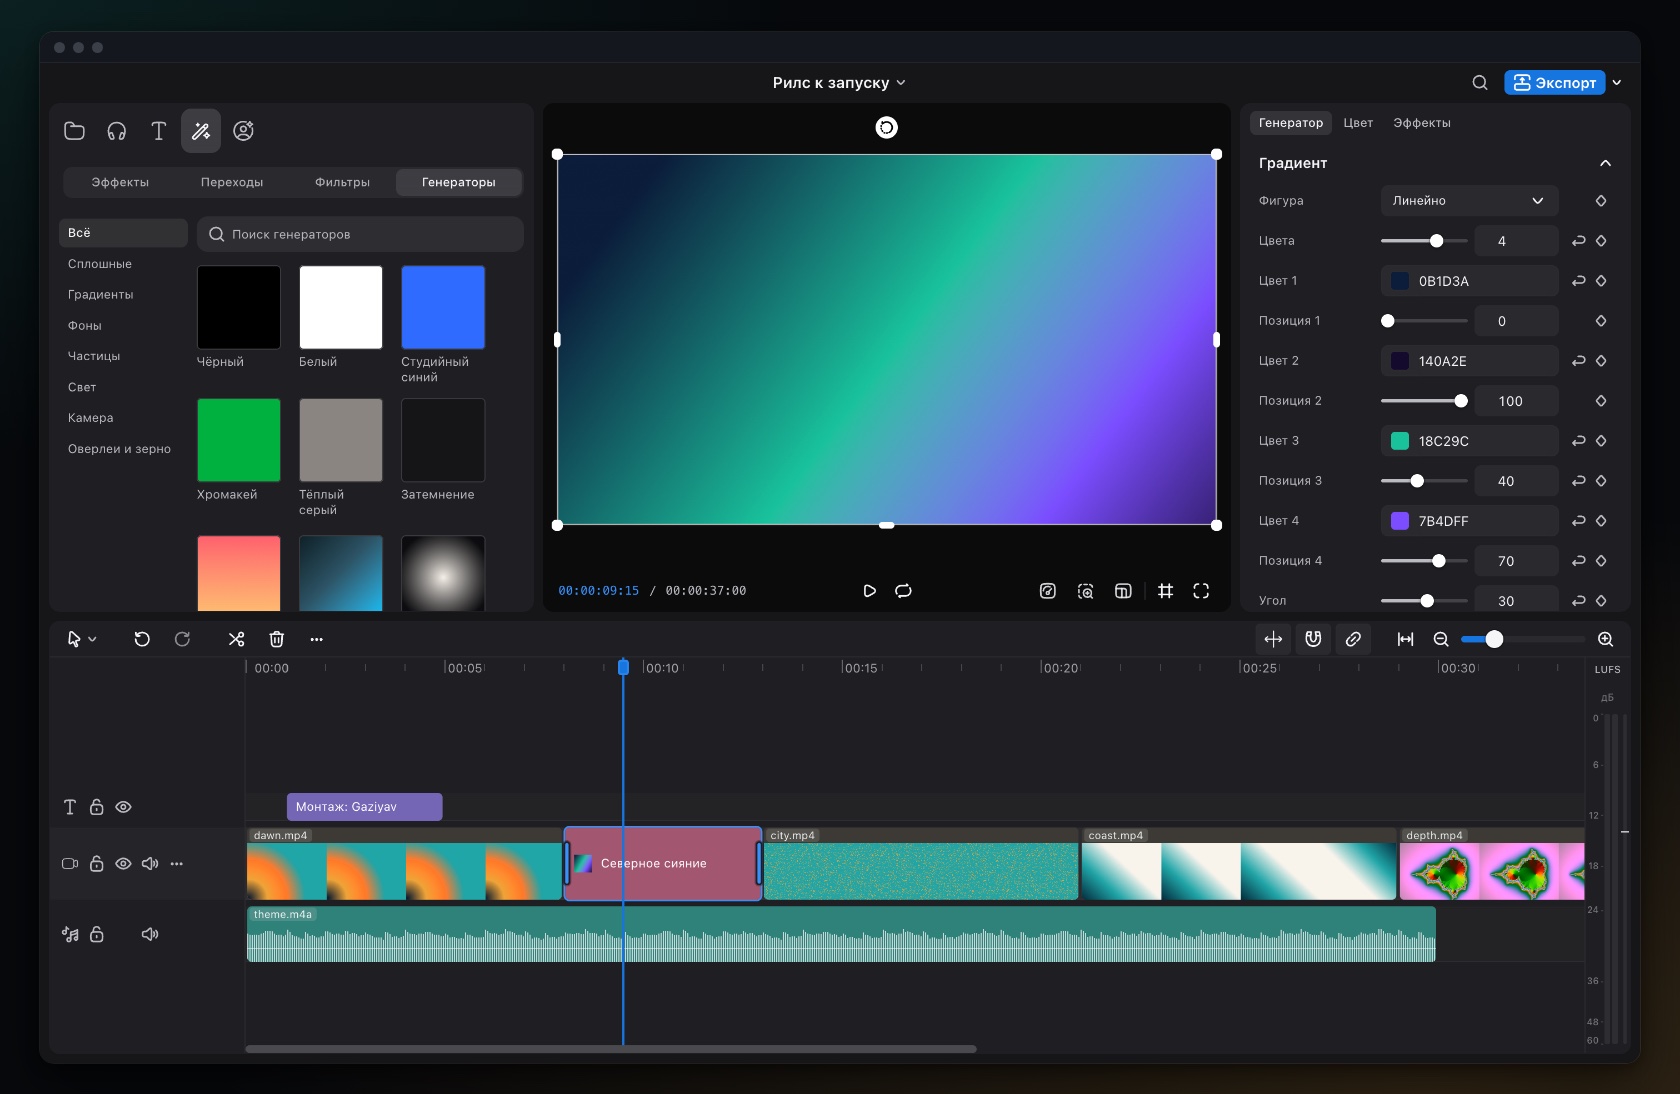 Рилс к запуску
Экспорт
Эффекты
Переходы
Фильтры
Генераторы
Всё
Сплошные
Градиенты
Фоны
Частицы
Свет
Камера
Оверлеи и зерно
Поиск генераторов
Чёрный
Белый
Студийный
синий
Хромакей
Тёплый
серый
Затемнение
00:00:09:15 / 00:00:37:00
Генератор
Цвет
Эффекты
Градиент
Фигура
Линейно
Цвета
4
Цвет 1
0B1D3A
Позиция 1
0
Цвет 2
140A2E
Позиция 2
100
Цвет 3
18C29C
Позиция 3
40
Цвет 4
7B4DFF
Позиция 4
70
Угол
30
00:00
00:05
00:10
00:15
00:20
00:25
00:30
LUFS
дБ
0
6
12
18
24
36
48
60
Монтаж: Gaziyav
dawn.mp4
Северное сияние
city.mp4
coast.mp4
depth.mp4
theme.m4a